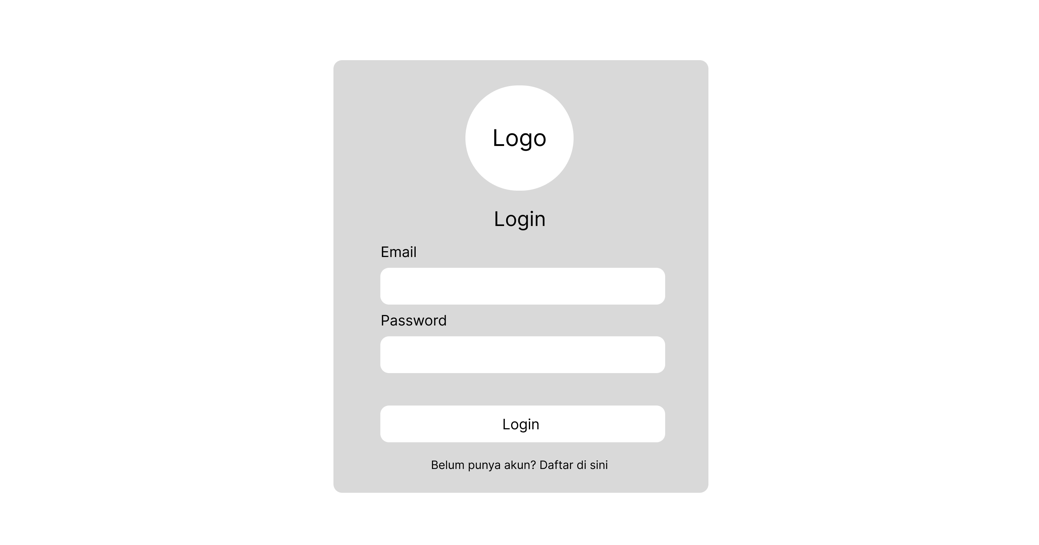 Logo
Login
Email
Password
Login
Belum punya akun? Daftar di sini